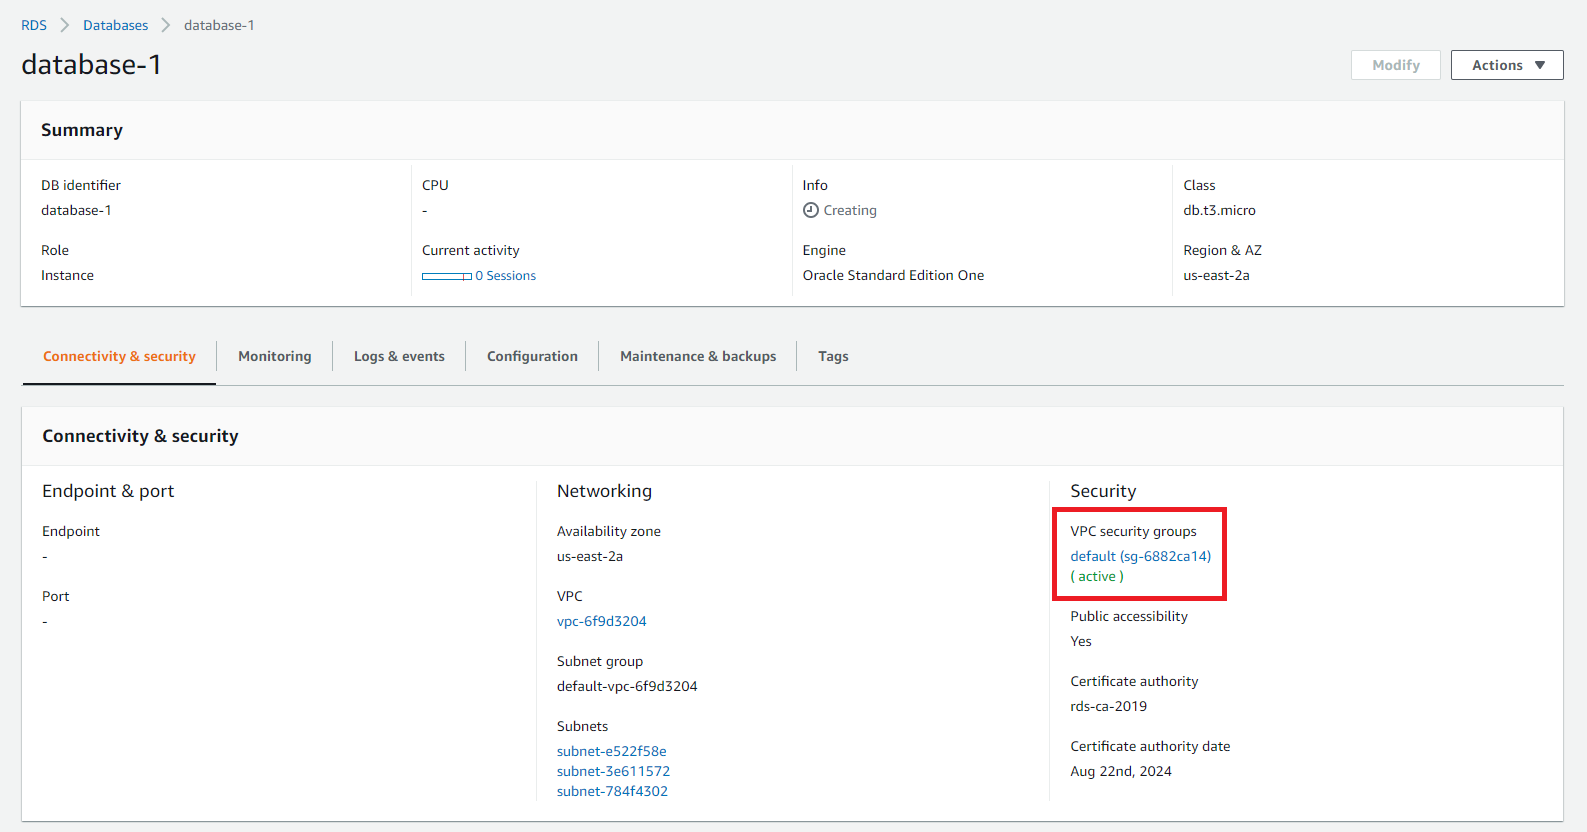 RDS > Databases > database-1
database-1
Modify
Actions ▼
Summary
DB identifier
database-1
CPU
-
Info
Creating
Class
db.t3.micro
Role
Instance
Current activity
0 Sessions
Engine
Oracle Standard Edition One
Region & AZ
us-east-2a
Connectivity & security
Monitoring
Logs & events
Configuration
Maintenance & backups
Tags
Connectivity & security
Endpoint & port
Endpoint
-
Port
-
Networking
Availability zone
us-east-2a
VPC
vpc-6f9d3204
Subnet group
default-vpc-6f9d3204
Subnets
subnet-e522f58e
subnet-3e611572
subnet-784f4302
Security
VPC security groups
default (sg-6882ca14)
( active )
Public accessibility
Yes
Certificate authority
rds-ca-2019
Certificate authority date
Aug 22nd, 2024